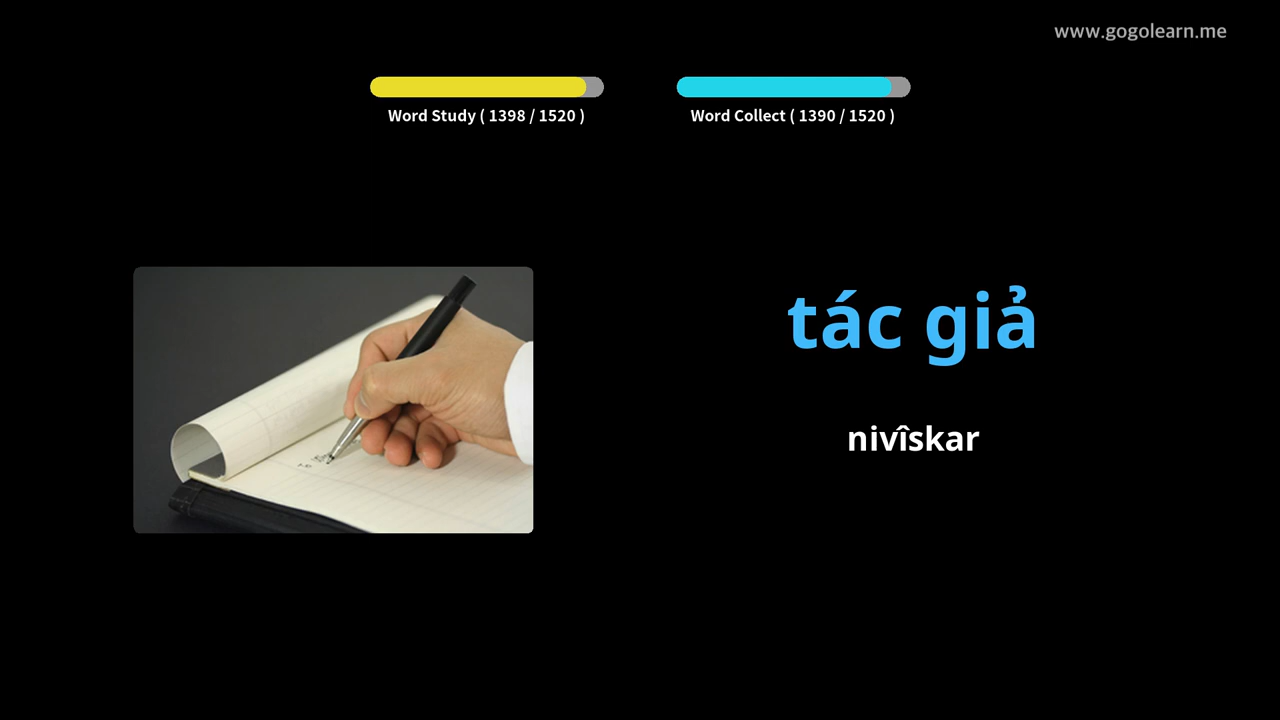 www.gogolearn.me
Word Study ( 1398 / 1520 )
Word Collect ( 1390 / 1520 )
tác giả
nivîskar